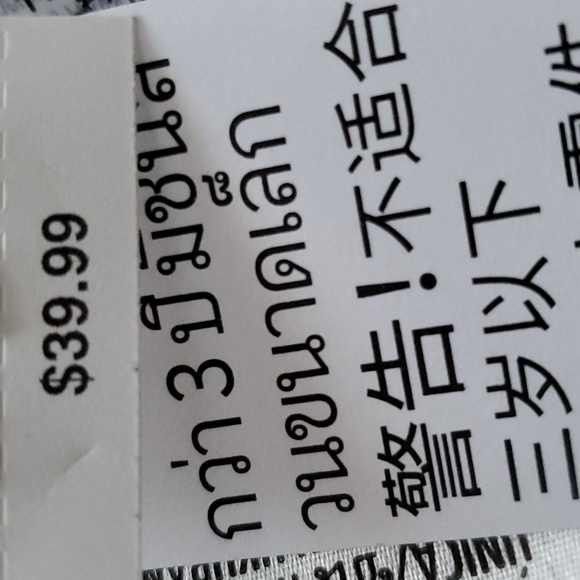 $39.99
กว่า 3 ปี มีชิ้นส่
วนขนาดเล็ก
警告！不适合
三岁以下